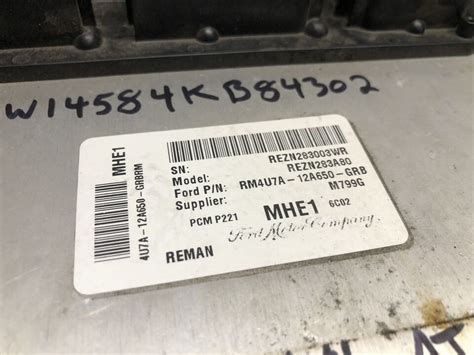 W14584KB84302
MHE1
4U7A-12A650-GRBRM
SN: REZN283003WR
Model: REZN283A80
Ford P/N: RM4U7A-12A650-GRB
Supplier: M799G
PCM P221 MHE1 6C02
Ford Motor Company,
REMAN